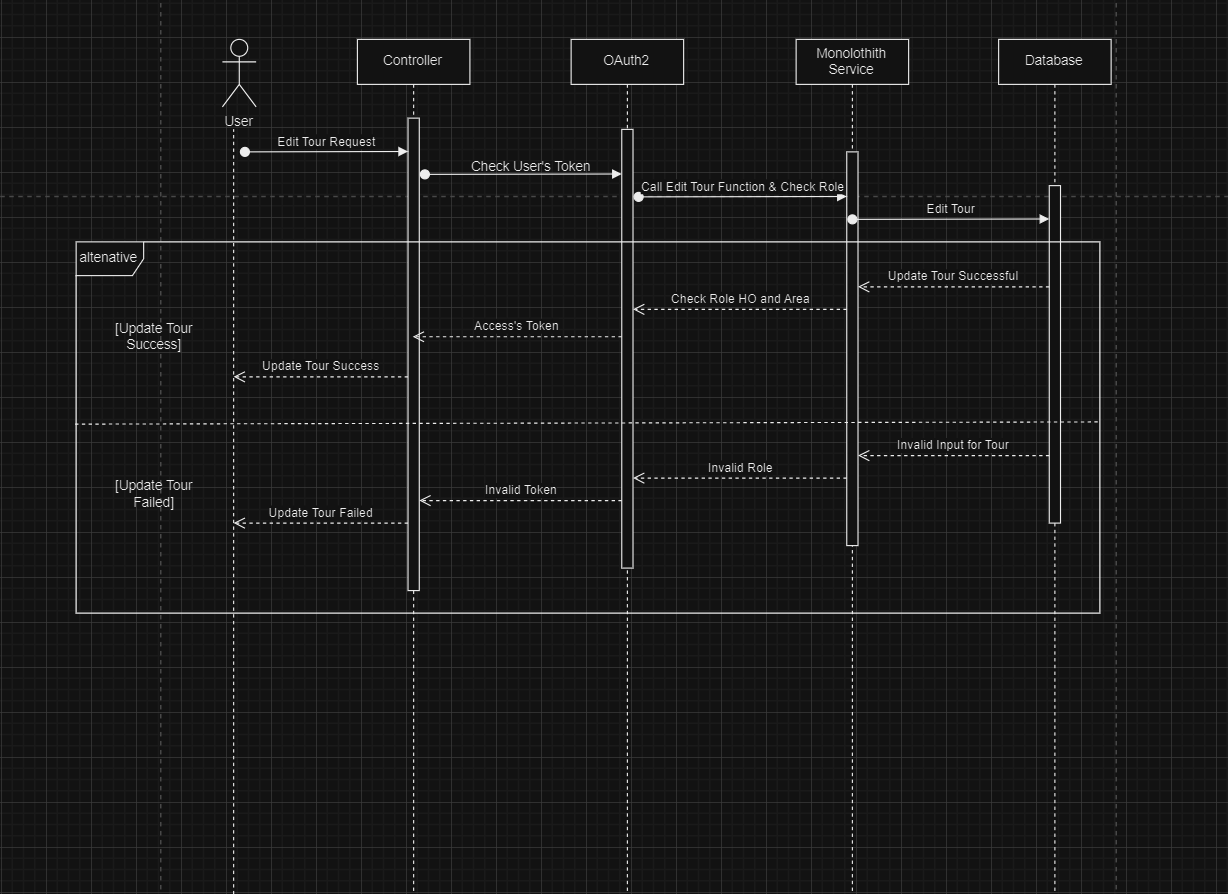 Controller
OAuth2
Monolothith
Service
Database
User
Edit Tour Request
Check User's Token
Call Edit Tour Function & Check Role
Edit Tour
altenative
Update Tour Successful
Check Role HO and Area
[Update Tour
Success]
Access's Token
Update Tour Success
Invalid Input for Tour
Invalid Role
[Update Tour
Failed]
Invalid Token
Update Tour Failed